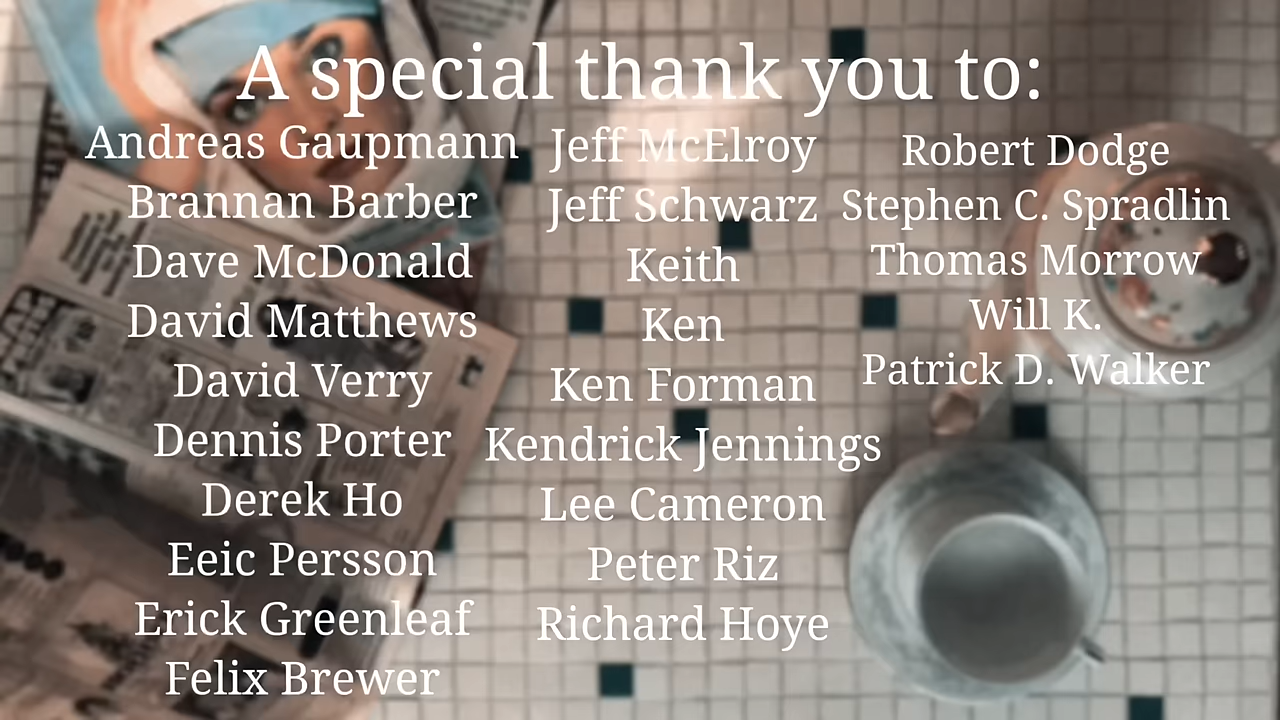 A special thank you to:
Andreas Gaupmann
Brannan Barber
Dave McDonald
David Matthews
David Verry
Dennis Porter
Derek Ho
Eeic Persson
Erick Greenleaf
Felix Brewer
Jeff McElroy
Jeff Schwarz
Keith
Ken
Ken Forman
Kendrick Jennings
Lee Cameron
Peter Riz
Richard Hoye
Robert Dodge
Stephen C. Spradlin
Thomas Morrow
Will K.
Patrick D. Walker